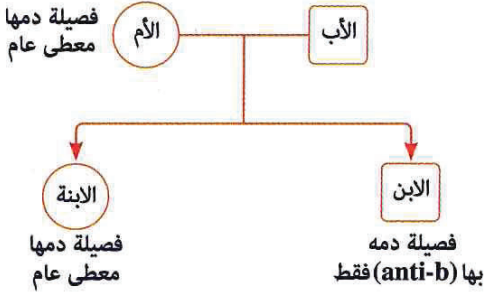 فصيلة دمها
معطى عام
الأم
الأب
الابنة
الابن
فصيلة دمها
معطى عام
فصيلة دمه
بها (anti-b) فقط